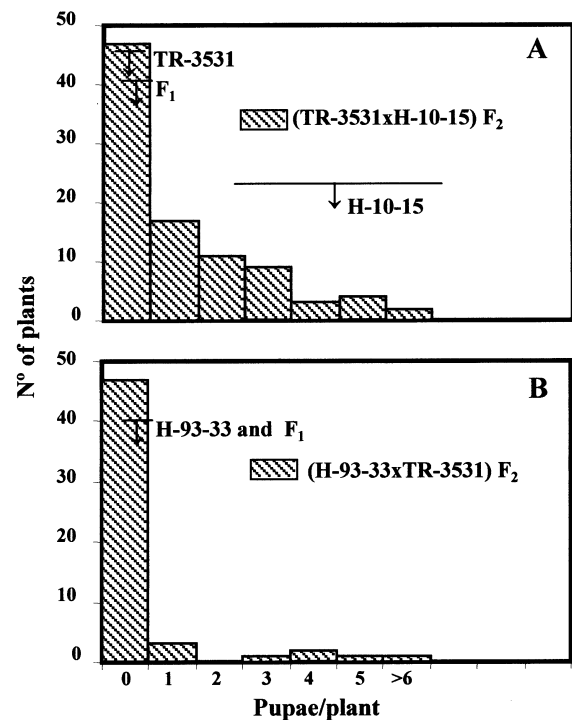 50
40
30
20
10
0
A
TR-3531
F1
(TR-3531xH-10-15) F2
H-10-15
Nº of plants
50
40
30
20
10
0
B
H-93-33 and F1
(H-93-33xTR-3531) F2
0 1 2 3 4 5 >6
Pupae/plant